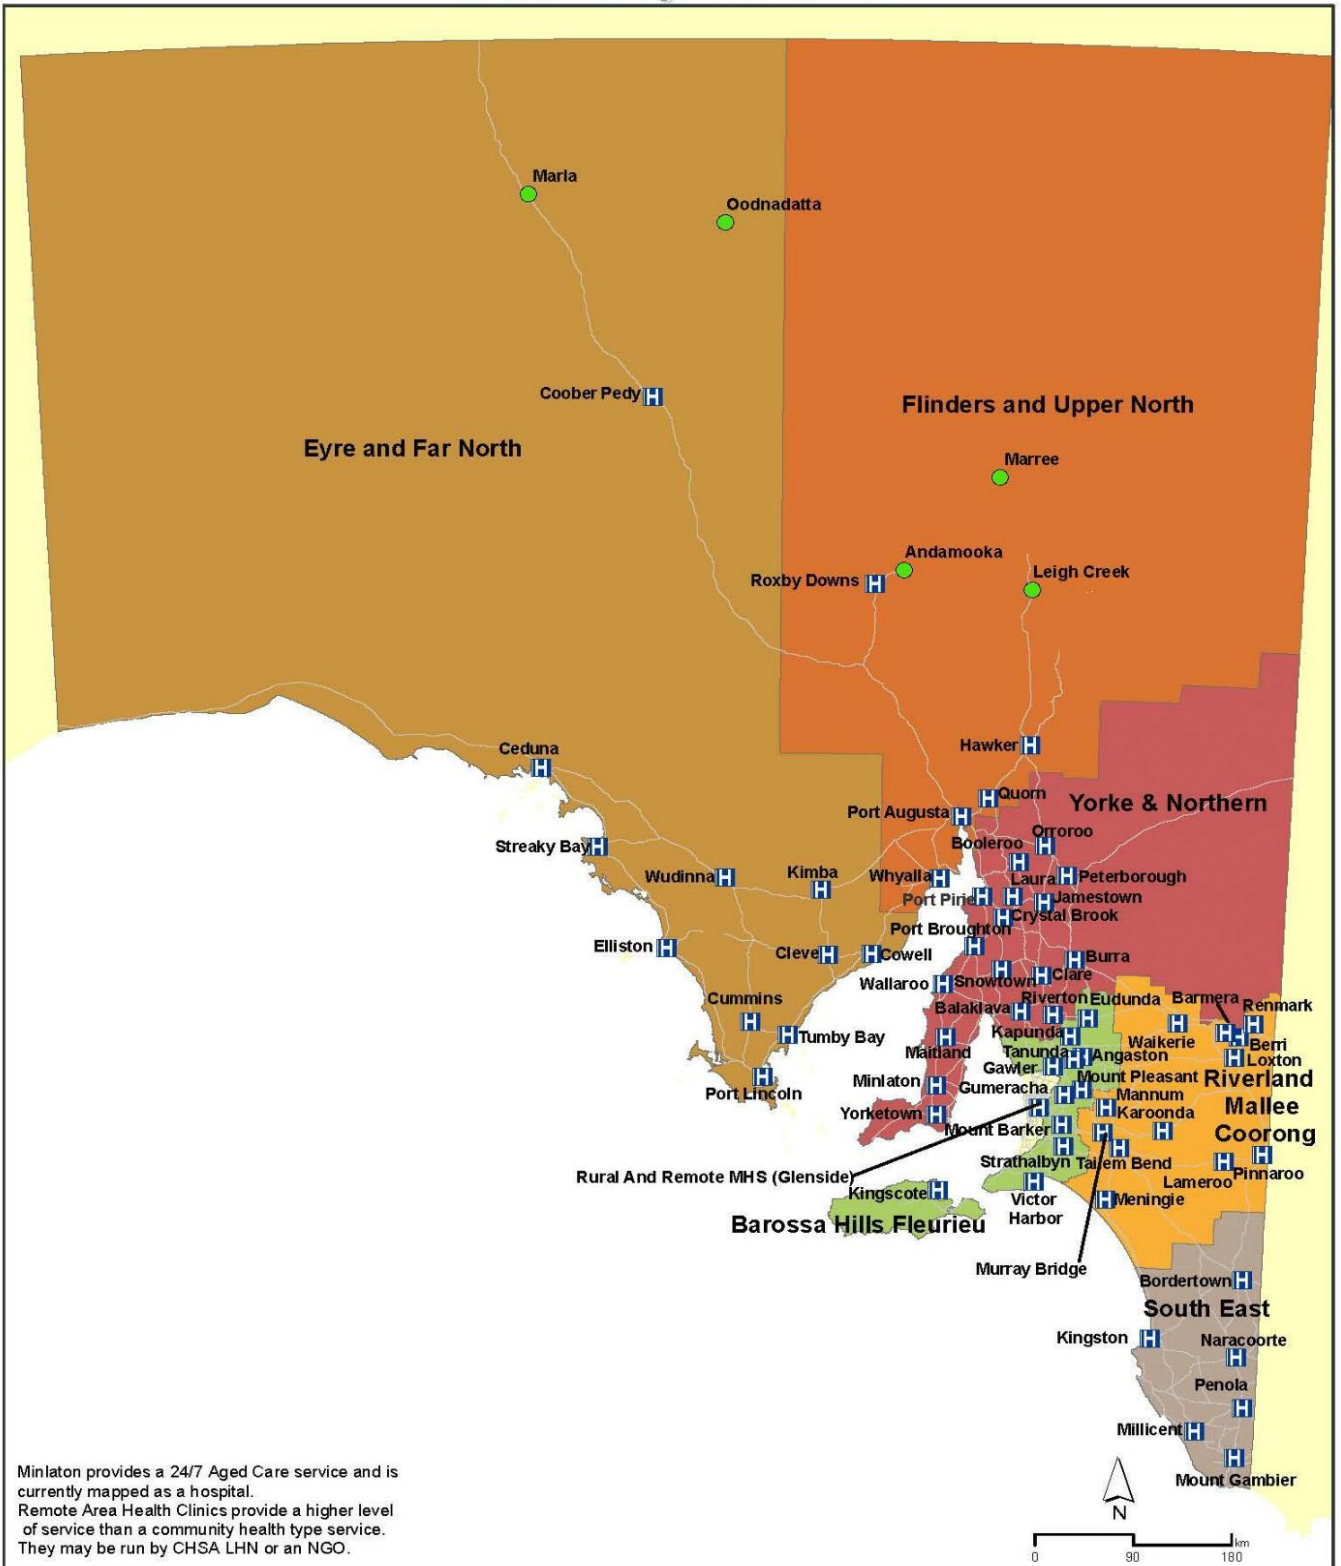 Marla
Oodnadatta
Coober Pedy
Flinders and Upper North
Eyre and Far North
Marree
Andamooka
Roxby Downs
Leigh Creek
Hawker
Ceduna
Quorn
Yorke & Northern
Port Augusta
Orroroo
Booleroo
Streaky Bay
Wudinna
Kimba
Whyalla
Laura
Peterborough
Port Pirie
Jamestown
Crystal Brook
Port Broughton
Elliston
Cleve
Cowell
Burra
Wallaroo
Snowtown
Clare
Cummins
Balaklava
Riverton
Eudunda
Barmera
Renmark
Tumby Bay
Kapunda
Waikerie
Berri
Maitland
Tanunda
Angaston
Loxton
Gawler
Port Lincoln
Minlaton
Gumeracha
Mount Pleasant
Riverland
Mallee
Coorong
Mannum
Yorketown
Karoonda
Mount Barker
Strathalbyn
Tailem Bend
Rural And Remote MHS (Glenside)
Lameroo
Pinnaroo
Kingscote
Victor
Harbor
Meningie
Barossa Hills Fleurieu
Murray Bridge
Bordertown
South East
Kingston
Naracoorte
Penola
Millicent
Mount Gambier
Minlaton provides a 24/7 Aged Care service and is
currently mapped as a hospital.
Remote Area Health Clinics provide a higher level
of service than a community health type service.
They may be run by CHSA LHN or an NGO.
N
km
0 90 180